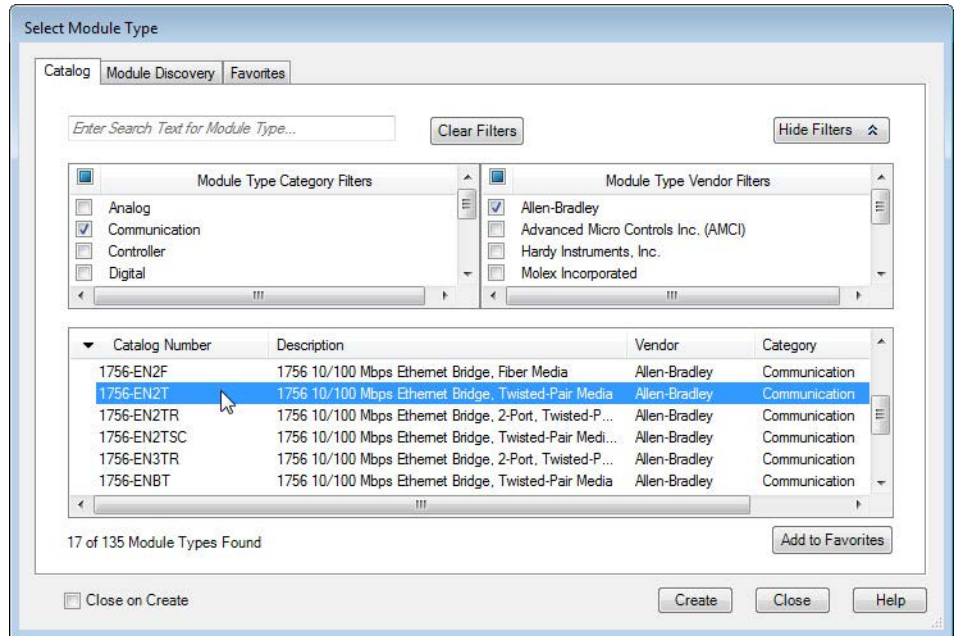 Select Module Type
Catalog Module Discovery Favorites
Enter Search Text for Module Type... Clear Filters Hide Filters
Module Type Category Filters Module Type Vendor Filters
Analog Allen-Bradley
Communication Advanced Micro Controls Inc. (AMCI)
Controller Hardy Instruments, Inc.
Digital Molex Incorporated
Catalog Number Description Vendor Category
1756-EN2F 1756 10/100 Mbps Ethernet Bridge, Fiber Media Allen-Bradley Communication
1756-EN2T 1756 10/100 Mbps Ethernet Bridge, Twisted-Pair Media Allen-Bradley Communication
1756-EN2TR 1756 10/100 Mbps Ethernet Bridge, 2-Port, Twisted-P... Allen-Bradley Communication
1756-EN2TSC 1756 10/100 Mbps Ethernet Bridge, Twisted-Pair Medi... Allen-Bradley Communication
1756-EN3TR 1756 10/100 Mbps Ethernet Bridge, 2-Port, Twisted-P... Allen-Bradley Communication
1756-ENBT 1756 10/100 Mbps Ethernet Bridge, Twisted-Pair Media Allen-Bradley Communication
17 of 135 Module Types Found Add to Favorites
Close on Create Create Close Help